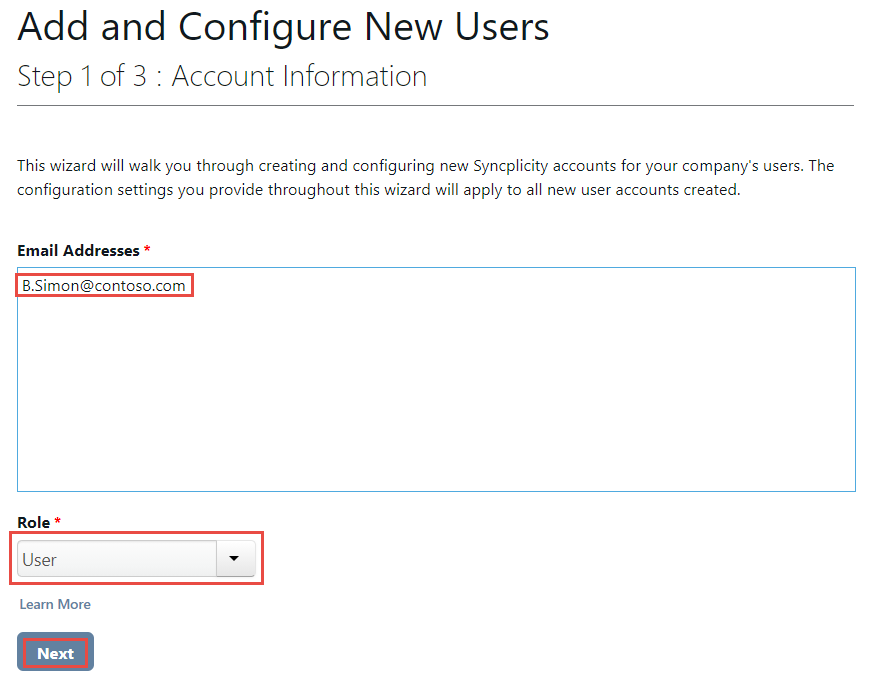 Add and Configure New Users
Step 1 of 3 : Account Information
This wizard will walk you through creating and configuring new Syncplicity accounts for your company's users. The
configuration settings you provide throughout this wizard will apply to all new user accounts created.
Email Addresses *
B.Simon@contoso.com
Role *
User
Learn More
Next